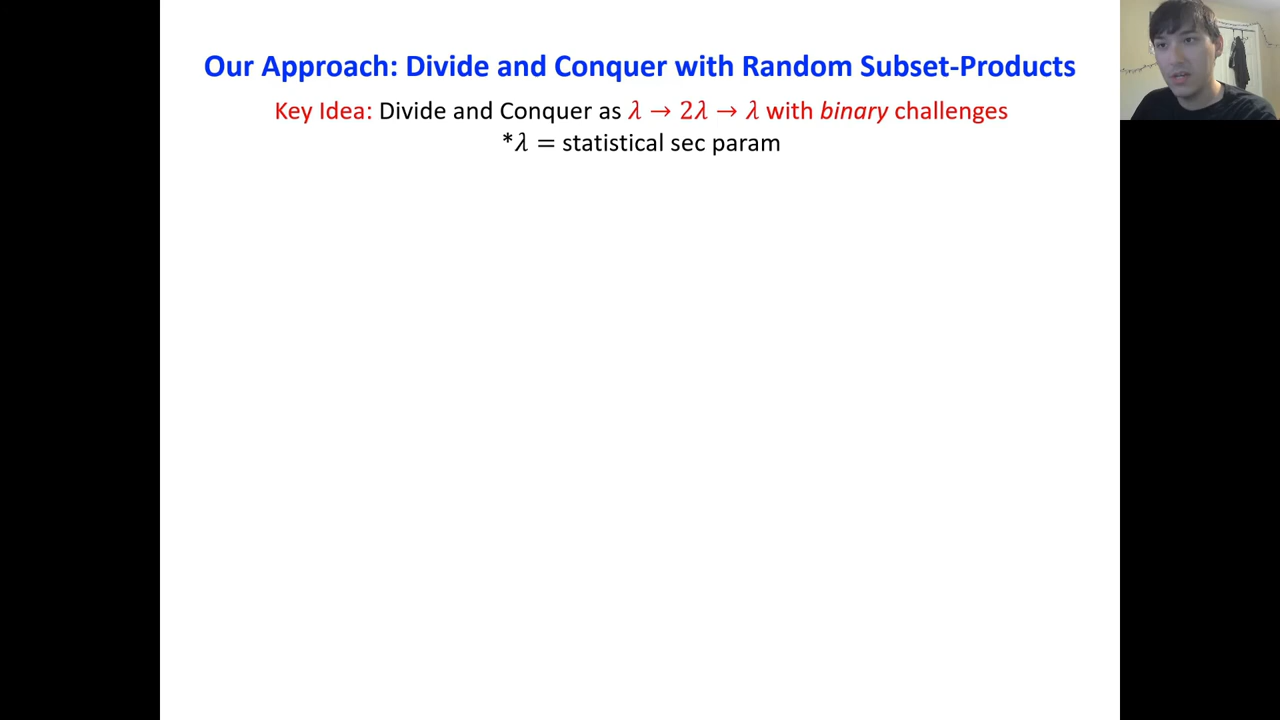 Our Approach: Divide and Conquer with Random Subset-Products
Key Idea: Divide and Conquer as λ → 2λ → λ with binary challenges
*λ = statistical sec param